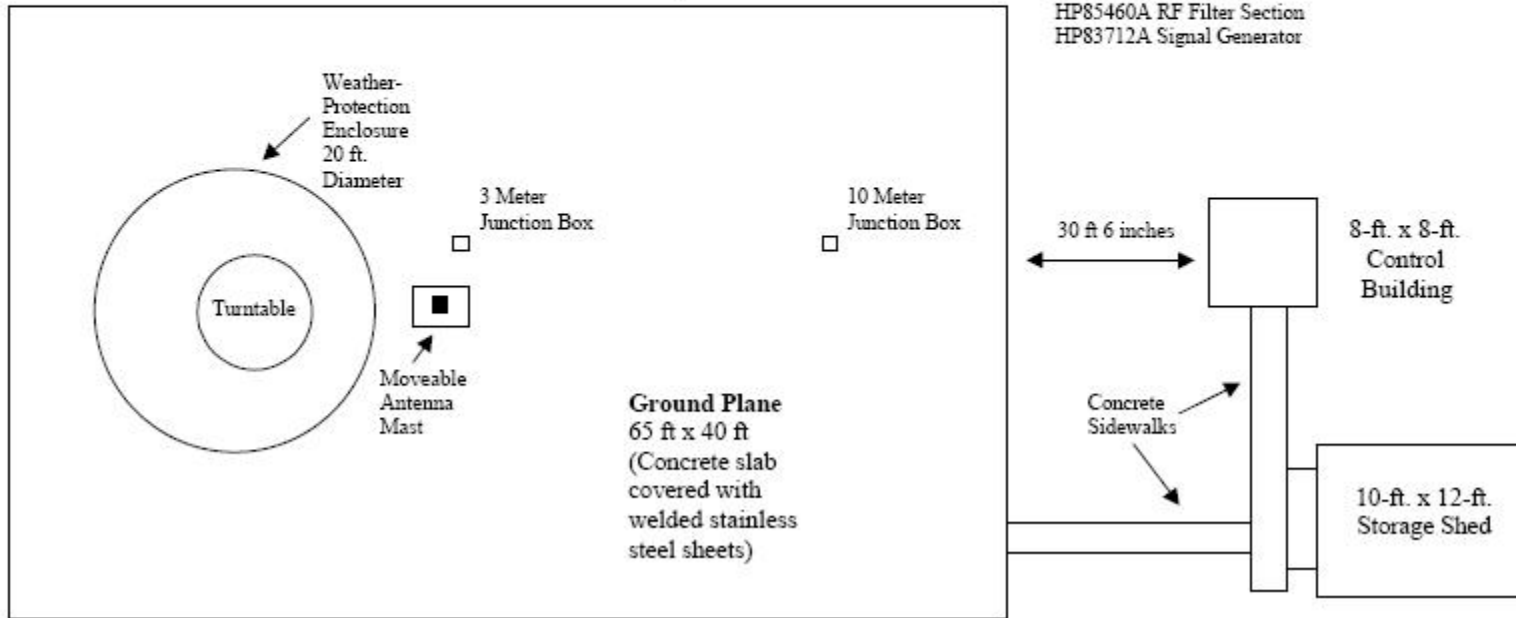 HP85460A RF Filter Section
HP83712A Signal Generator
Weather-
Protection
Enclosure
20 ft.
Diameter
3 Meter
Junction Box
10 Meter
Junction Box
30 ft 6 inches
8-ft. x 8-ft.
Control
Building
Turntable
Moveable
Antenna
Mast
Ground Plane
65 ft x 40 ft
(Concrete slab
covered with
welded stainless
steel sheets)
Concrete
Sidewalks
10-ft. x 12-ft.
Storage Shed